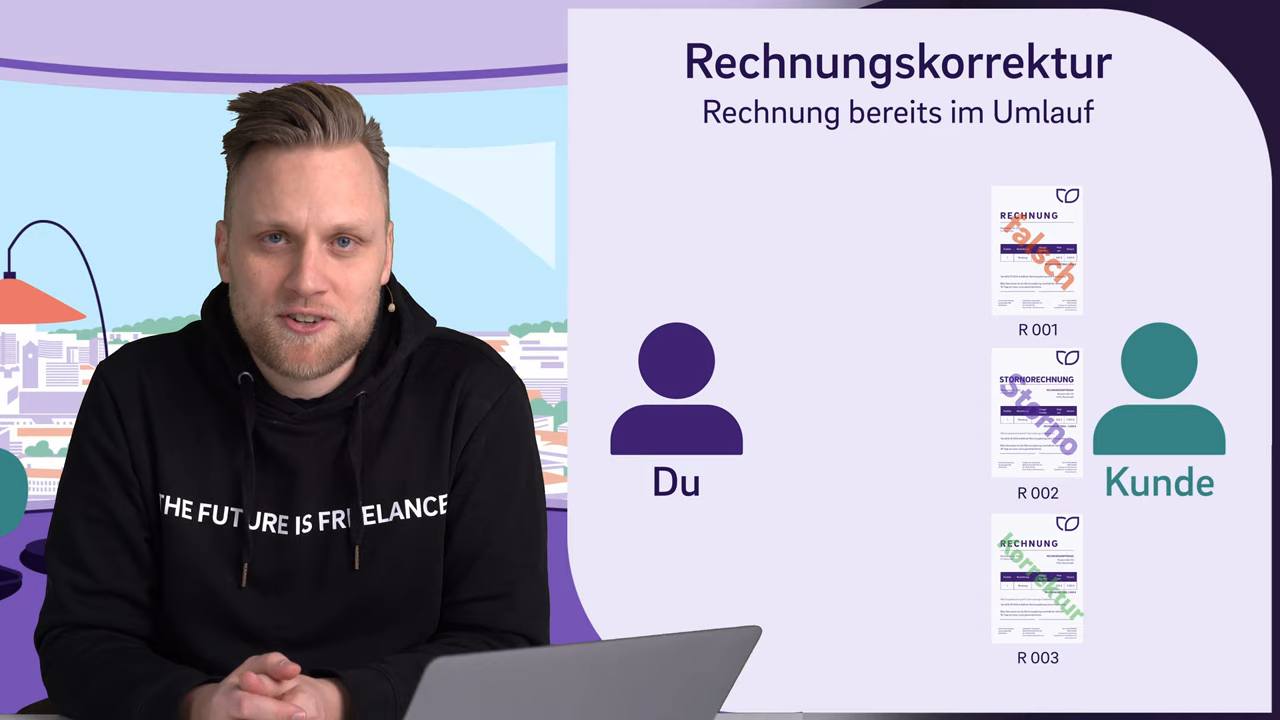 Rechnungskorrektur
Rechnung bereits im Umlauf
THE FUTURE IS FREELANCE
Du
Kunde
RECHNUNG
falsch
R 001
STORNORECHNUNG
Storno
R 002
RECHNUNG
korrektur
R 003